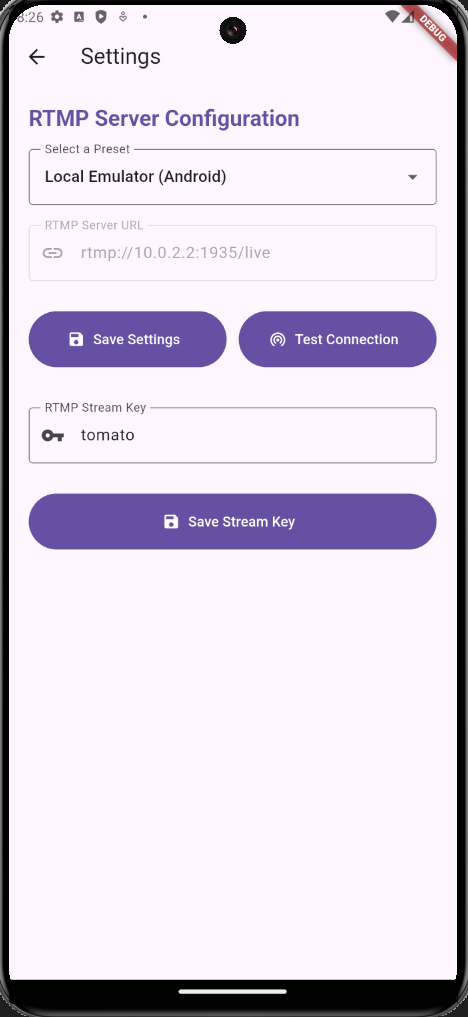 8:26
DEBUG
Settings
RTMP Server Configuration
Select a Preset
Local Emulator (Android)
RTMP Server URL
rtmp://10.0.2.2:1935/live
Save Settings
Test Connection
RTMP Stream Key
tomato
Save Stream Key